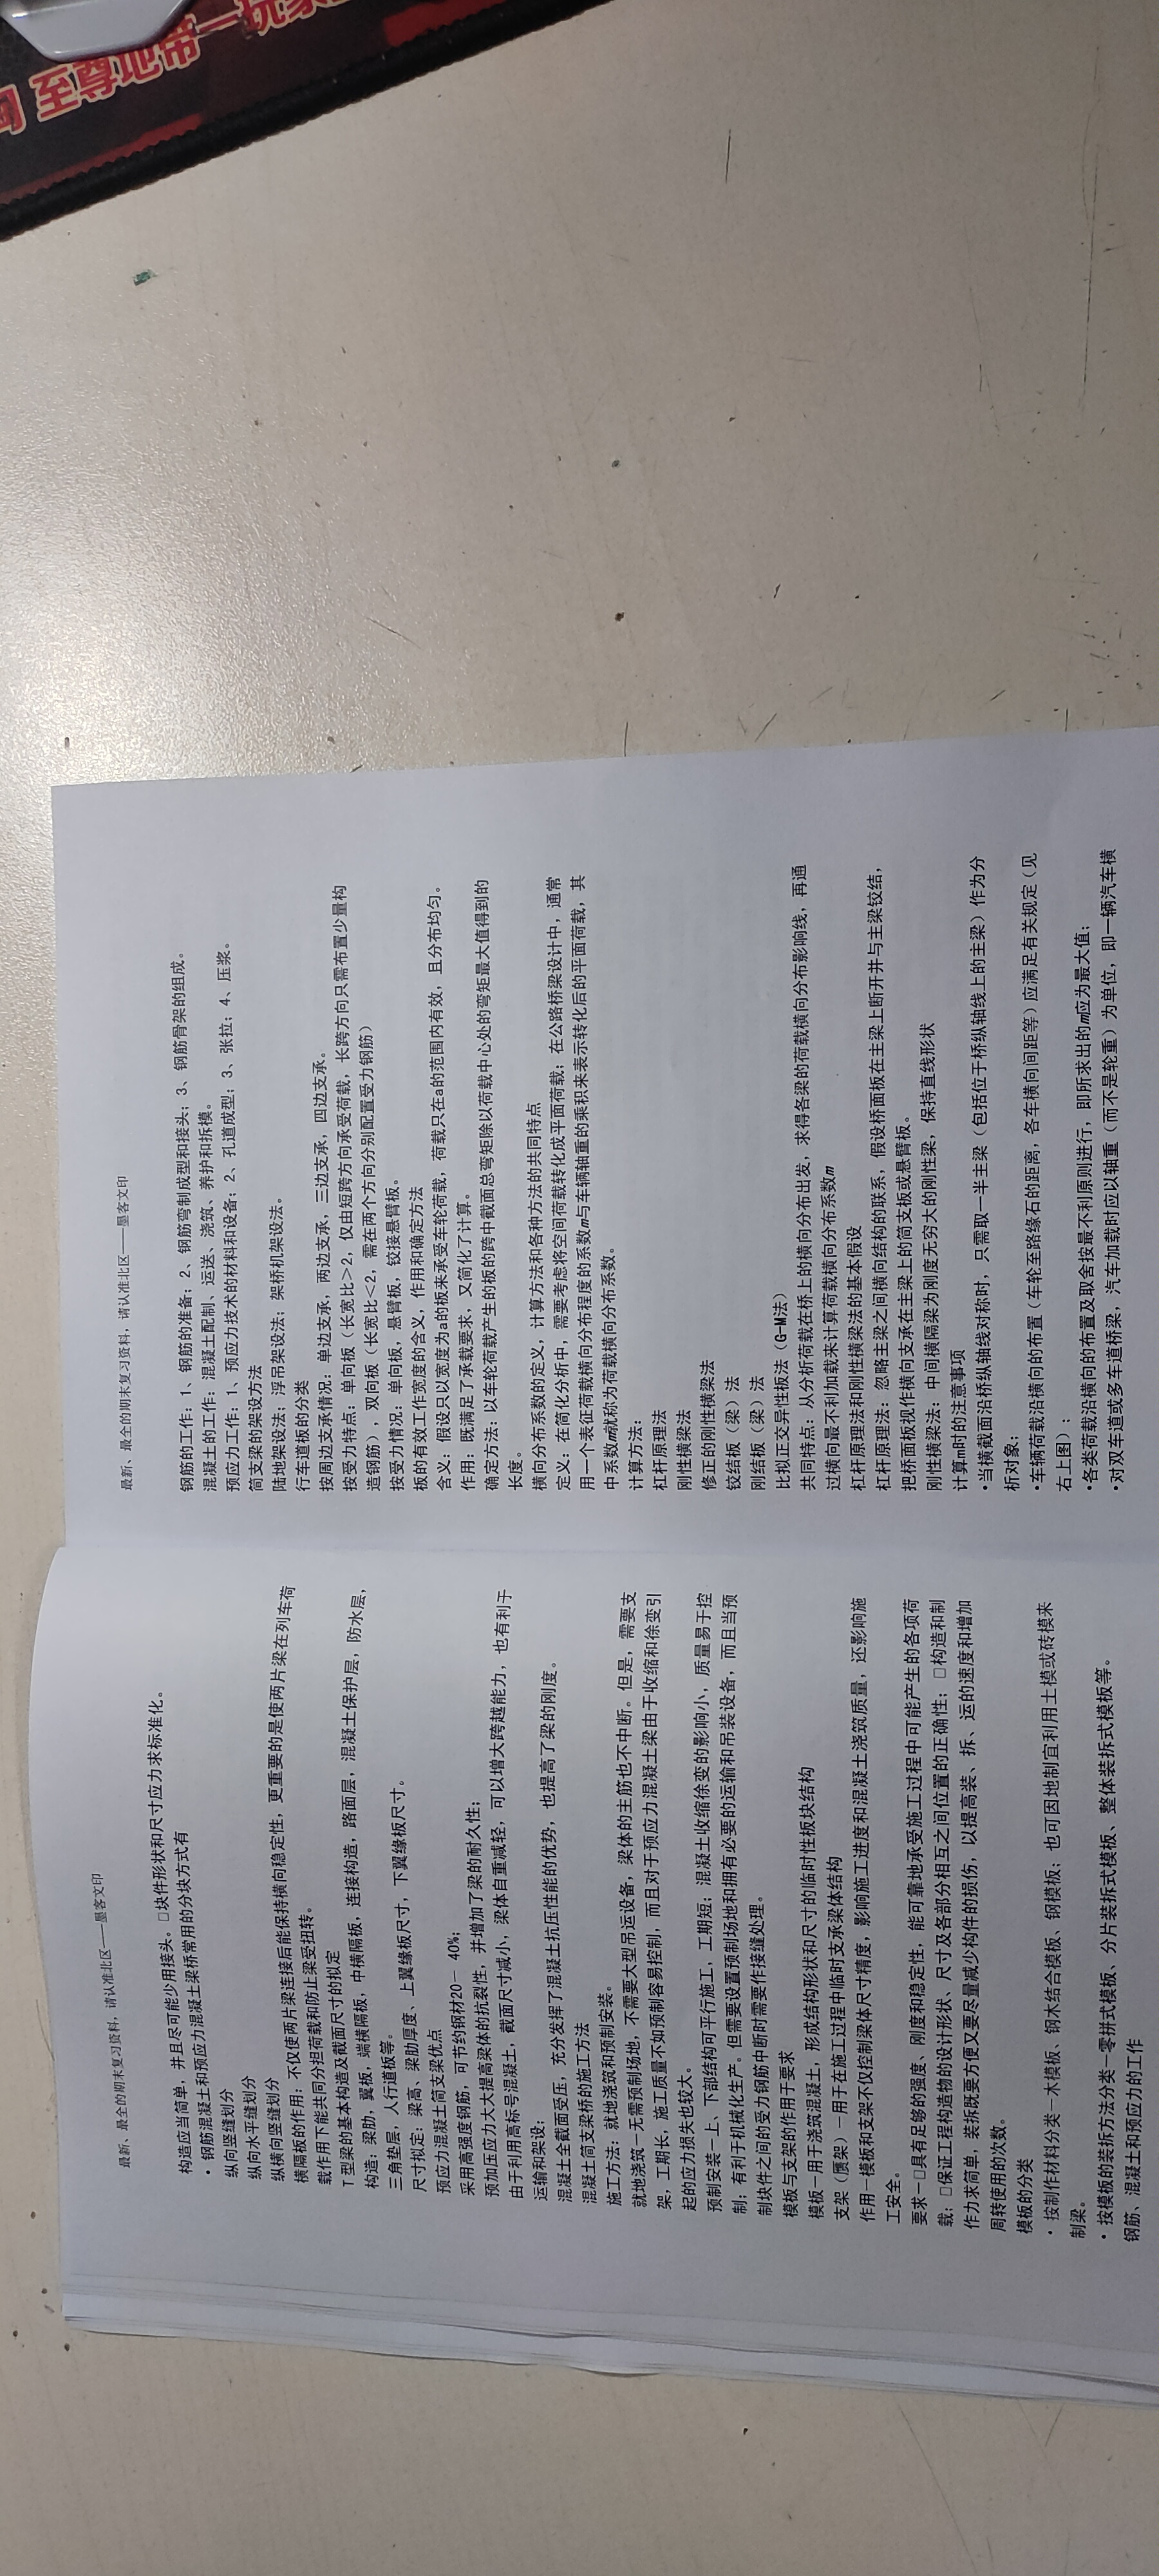 最新、最全的期末复习资料，请认准北区——墨客文印
构造应当简单，并且尽可能少用接头。□块件形状和尺寸应力求标准化。
• 钢筋混凝土和预应力混凝土梁桥常用的分块方式有
纵向竖缝划分
纵向水平缝划分
纵横向竖缝划分
横隔板的作用：不仅使两片梁连接后能保持横向稳定性，更重要的是使两片梁在列车荷
载作用下能共同分担荷载和防止梁受扭转。
T 型梁的基本构造及截面尺寸的拟定
构造：梁肋，翼板，端横隔板，中横隔板，连接构造，路面层，混凝土保护层，防水层，
三角垫层，人行道板等。
尺寸拟定：梁高、梁肋厚度、上翼缘板尺寸，下翼缘板尺寸。
预应力混凝土简支梁优点
采用高强度钢筋，可节约钢材20— 40%；
预加压应力大大提高梁体的抗裂性，并增加了梁的耐久性；
由于利用高标号混凝土，截面尺寸减小，梁体自重减轻，可以增大跨越能力，也有利于
运输和架设；
混凝土全截面受压，充分发挥了混凝土抗压性能的优势，也提高了梁的刚度。
混凝土简支梁桥的施工方法
施工方法：就地浇筑和预制安装。
就地浇筑—无需预制场地，不需要大型吊运设备，梁体的主筋也不中断。但是，需要支
架，工期长，施工质量不如预制容易控制，而且对于预应力混凝土梁由于收缩和徐变引
起的应力损失也较大。
预制安装—上、下部结构可平行施工，工期短；混凝土收缩徐变的影响小，质量易于控
制；有利于机械化生产。但需要设置预制场地和拥有必要的运输和吊装设备，而且当预
制块件之间的受力钢筋中断时需要作接缝处理。
模板与支架的作用于要求
模板—用于浇筑混凝土，形成结构形状和尺寸的临时性板块结构
支架（赝架）—用于在施工过程中临时支承梁体结构
作用—模板和支架不仅控制梁体尺寸精度，影响施工进度和混凝土浇筑质量，还影响施
工安全。
要求—□具有足够的强度、刚度和稳定性，能可靠地承受施工过程中可能产生的各项荷
载；□保证工程构造物的设计形状、尺寸及各部分相互之间位置的正确性；□构造和制
作力求简单，装拆既要方便又要尽量减少构件的损伤，以提高装、拆、运的速度和增加
周转使用的次数。
模板的分类
• 按制作材料分类—木模板、钢木结合模板、钢模板；也可因地制宜利用土模或砖模来
制梁。
• 按模板的装拆方法分类—零拼式模板、分片装拆式模板、整体装拆式模板等。
钢筋、混凝土和预应力的工作
最新、最全的期末复习资料，请认准北区——墨客文印
钢筋的工作：1、钢筋的准备；2、钢筋弯制成型和接头；3、钢筋骨架的组成。
混凝土的工作：混凝土配制、运送、浇筑、养护和拆模。
预应力工作：1、预应力技术的材料和设备；2、孔道成型；3、张拉；4、压浆。
简支梁的架设方法
陆地架设法；浮吊架设法；架桥机架设法。
行车道板的分类
按周边支承情况：单边支承，两边支承，三边支承，四边支承。
按受力特点：单向板（长宽比＞2，仅由短跨方向承受荷载，长跨方向只需布置少量构
造钢筋），双向板（长宽比＜2，需在两个方向分别配置受力钢筋）
按受力情况：单向板，悬臂板，铰接悬臂板。
板的有效工作宽度的含义，作用和确定方法
含义：假设只以宽度为a的板来承受车轮荷载，荷载只在a的范围内有效，且分布均匀。
作用：既满足了承载要求，又简化了计算。
确定方法：以车轮荷载产生的板的跨中截面总弯矩除以荷载中心处的弯矩最大值得到的
长度。
横向分布系数的定义，计算方法和各种方法的共同特点
定义：在简化分析中，需要考虑将空间荷载转化成平面荷载；在公路桥梁设计中，通常
用一个表征荷载横向分布程度的系数m与车辆轴重的乘积来表示转化后的平面荷载，其
中系数m就称为荷载横向分布系数。
计算方法：
杠杆原理法
刚性横梁法
修正的刚性横梁法
铰结板（梁）法
刚结板（梁）法
比拟正交异性板法（G-M法）
共同特点：从分析荷载在桥上的横向分布出发，求得各梁的荷载横向分布影响线，再通
过横向最不利加载来计算荷载横向分布系数m
杠杆原理法和刚性横梁法的基本假设
杠杆原理法：忽略主梁之间横向结构的联系，假设桥面板在主梁上断开并与主梁铰结，
把桥面板视作横向支承在主梁上的简支板或悬臂板。
刚性横梁法：中间横隔梁为刚度无穷大的刚性梁，保持直线形状
计算m时的注意事项
•当横截面沿桥纵轴线对称时，只需取一半主梁（包括位于桥纵轴线上的主梁）作为分
析对象；
•车辆荷载沿横向的布置（车轮至路缘石的距离，各车横向间距等）应满足有关规定（见
右上图）；
•各类荷载沿横向的布置及取舍按最不利原则进行，即所求出的m应为最大值；
•对双车道或多车道桥梁，汽车加载时应以轴重（而不是轮重）为单位，即一辆汽车横
至尊地带一玩家